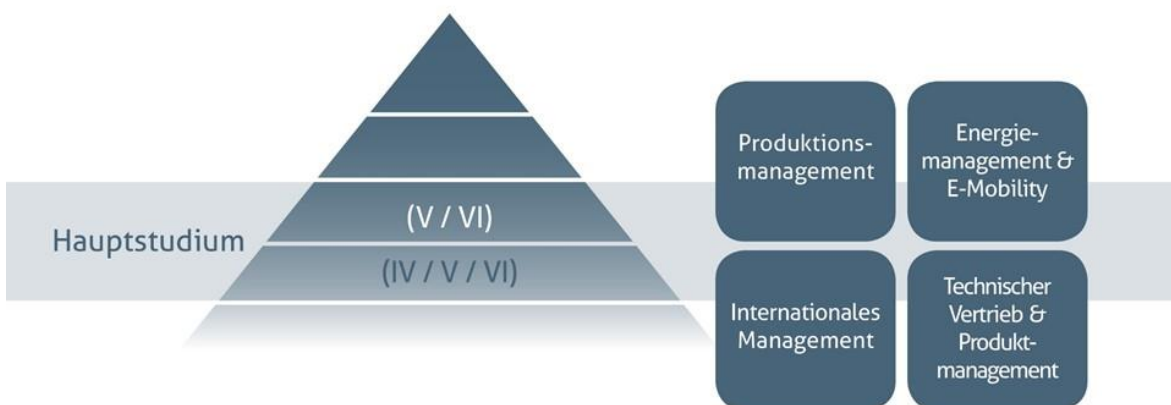 Hauptstudium
(V / VI)
(IV / V / VI)
Produktions-
management
Energie-
management &
E-Mobility
Internationales
Management
Technischer
Vertrieb &
Produkt-
management